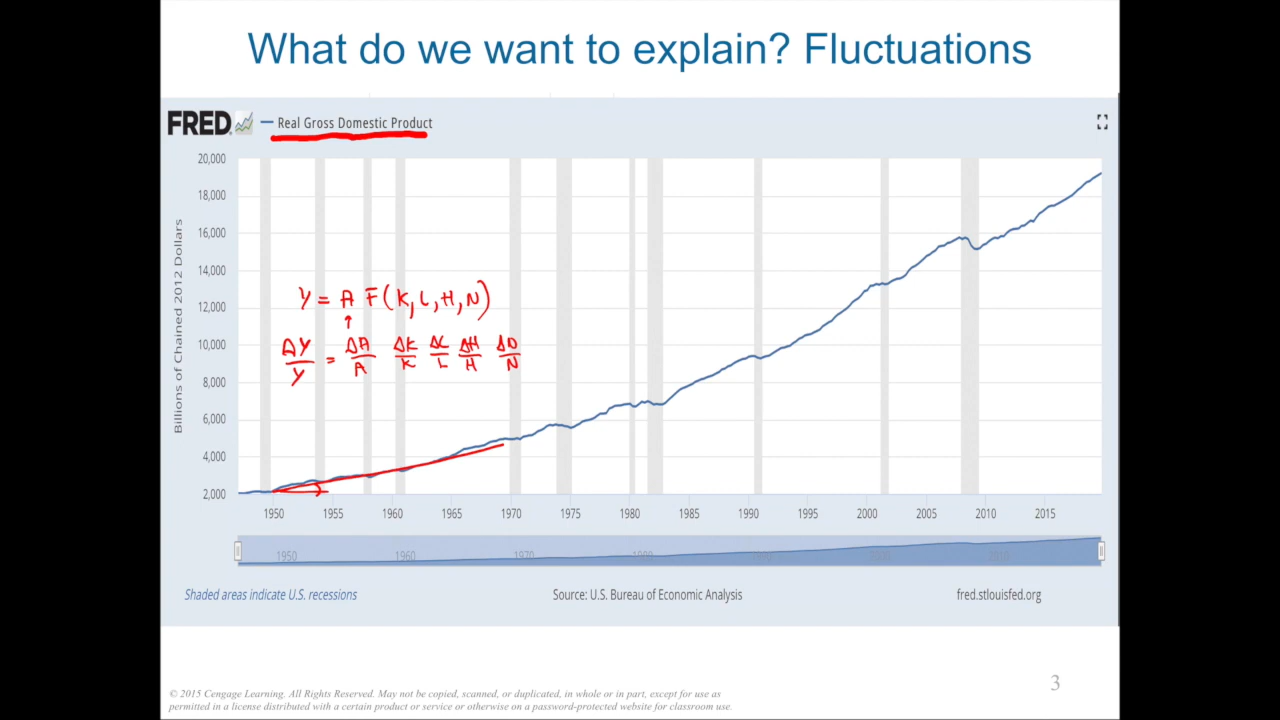 What do we want to explain? Fluctuations
FRED Real Gross Domestic Product
Billions of Chained 2012 Dollars
20,000
18,000
16,000
14,000
12,000
10,000
8,000
6,000
4,000
2,000
Y = A F(K, L, H, N)
ΔY/Y = ΔA/A ΔK/K ΔL/L ΔH/H ΔD/N
1950 1955 1960 1965 1970 1975 1980 1985 1990 1995 2000 2005 2010 2015
1950 1960 1970 1980 1990 2000 2010
Shaded areas indicate U.S. recessions Source: U.S. Bureau of Economic Analysis fred.stlouisfed.org
3
© 2015 Cengage Learning. All Rights Reserved. May not be copied, scanned, or duplicated, in whole or in part, except for use as
permitted in a license distributed with a certain product or service or otherwise on a password-protected website for classroom use.